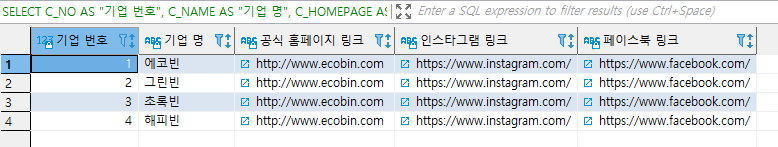 SELECT C_NO AS "기업 번호", C_NAME AS "기업 명", C_HOMEPAGE AS Enter a SQL expression to filter results (use Ctrl+Space)
123 기업 번호 ABC 기업 명 ABC 공식 홈페이지 링크 ABC 인스타그램 링크 ABC 페이스북 링크
1 1 에코빈 http://www.ecobin.com https://www.instagram.com/ https://www.facebook.com/
2 2 그린빈 http://www.ecobin.com https://www.instagram.com/ https://www.facebook.com/
3 3 초록빈 http://www.ecobin.com https://www.instagram.com/ https://www.facebook.com/
4 4 해피빈 http://www.ecobin.com https://www.instagram.com/ https://www.facebook.com/